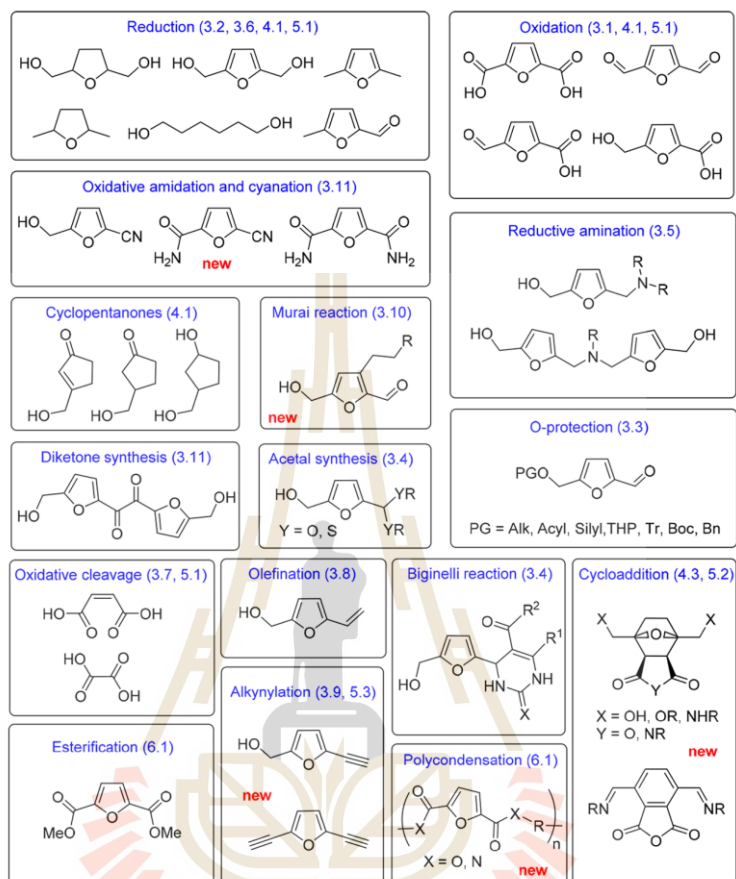 Reduction (3.2, 3.6, 4.1, 5.1)
HO O OH HO O OH O
O HO OH O O
Oxidation (3.1, 4.1, 5.1)
O O O O O O
OH OH
O O O HO O O
OH OH
Oxidative amidation and cyanation (3.11)
HO O CN O O CN O O O
NH2 NH2 NH2
new
Reductive amination (3.5)
R
HO O N R
HO R OH
O N O
Cyclopentanones (4.1)
O O HO
HO HO HO
Murai reaction (3.10)
R
HO O O
new
O-protection (3.3)
PGO O O
PG = Alk, Acyl, Silyl,THP, Tr, Boc, Bn
Diketone synthesis (3.11)
O O OH
HO O O
Acetal synthesis (3.4)
HO O YR
YR
Y = O, S
Oxidative cleavage (3.7, 5.1)
HO OH
O O
HO O
O OH
Olefination (3.8)
HO O
Biginelli reaction (3.4)
R2
O R1
O
HN NH
OH
X
Cycloaddition (4.3, 5.2)
X X
O
O O
Y
X = OH, OR, NHR
Y = O, NR
new
RN NR
O O O
Alkynylation (3.9, 5.3)
HO O
new
O
Esterification (6.1)
O O O
OMe OMe
Polycondensation (6.1)
O O X R
X O n
X = O, N
new